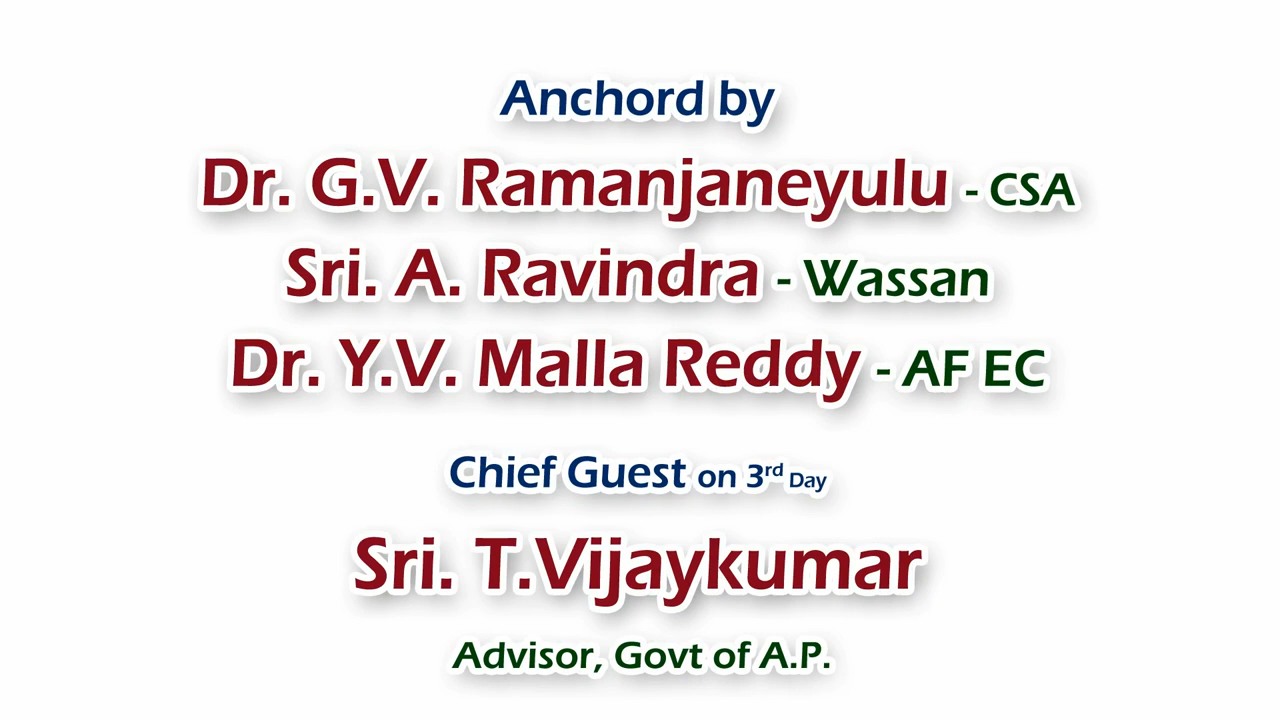 Anchord by
Dr. G.V. Ramanjaneyulu - CSA
Sri. A. Ravindra - Wassan
Dr. Y.V. Malla Reddy - AF EC
Chief Guest on 3rd Day
Sri. T.Vijaykumar
Advisor, Govt of A.P.